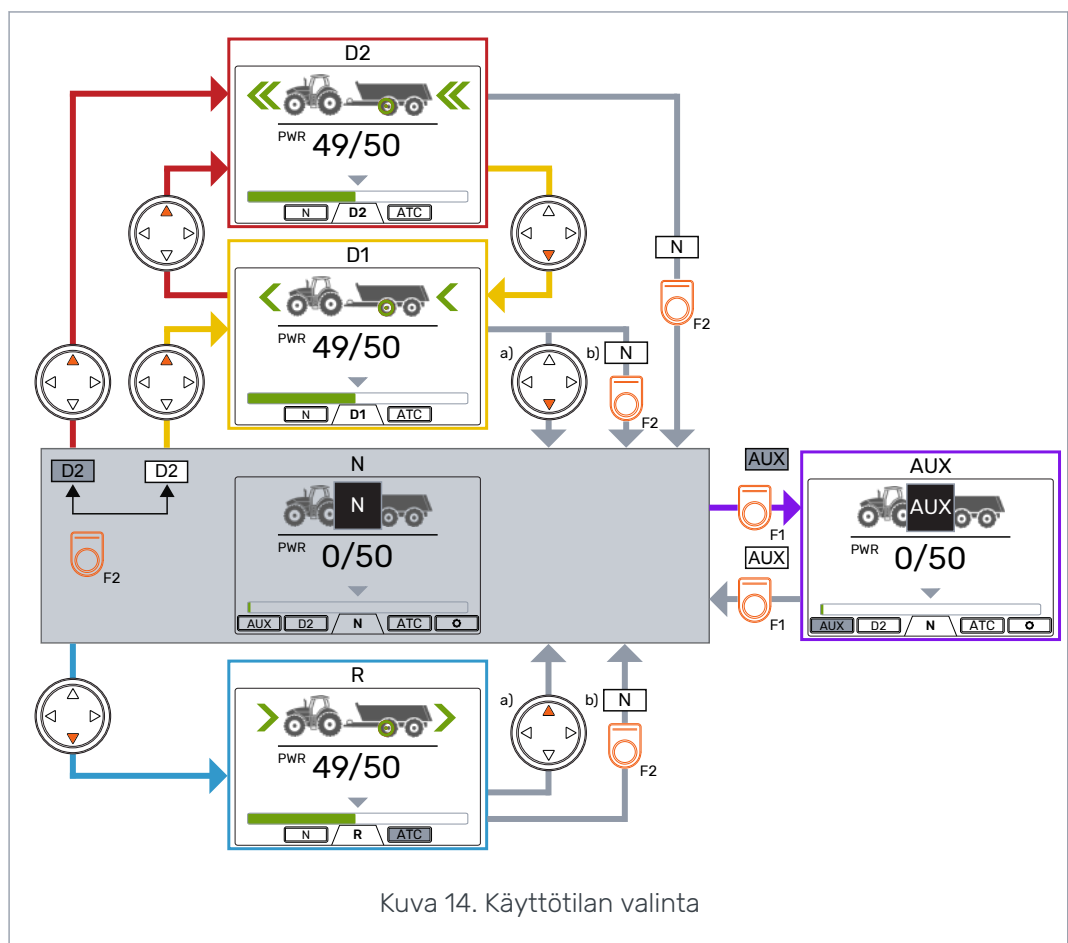 D2
PWR 49/50
N D2 ATC
D1
PWR 49/50
N D1 ATC
N
F2
a)
b) N
F2
D2 D2
F2
N
N
PWR 0/50
AUX D2 N ATC
AUX
F1
AUX
F1
AUX
AUX
PWR 0/50
AUX D2 N ATC
R
PWR 49/50
N R ATC
a)
b) N
F2
Kuva 14. Käyttötilan valinta